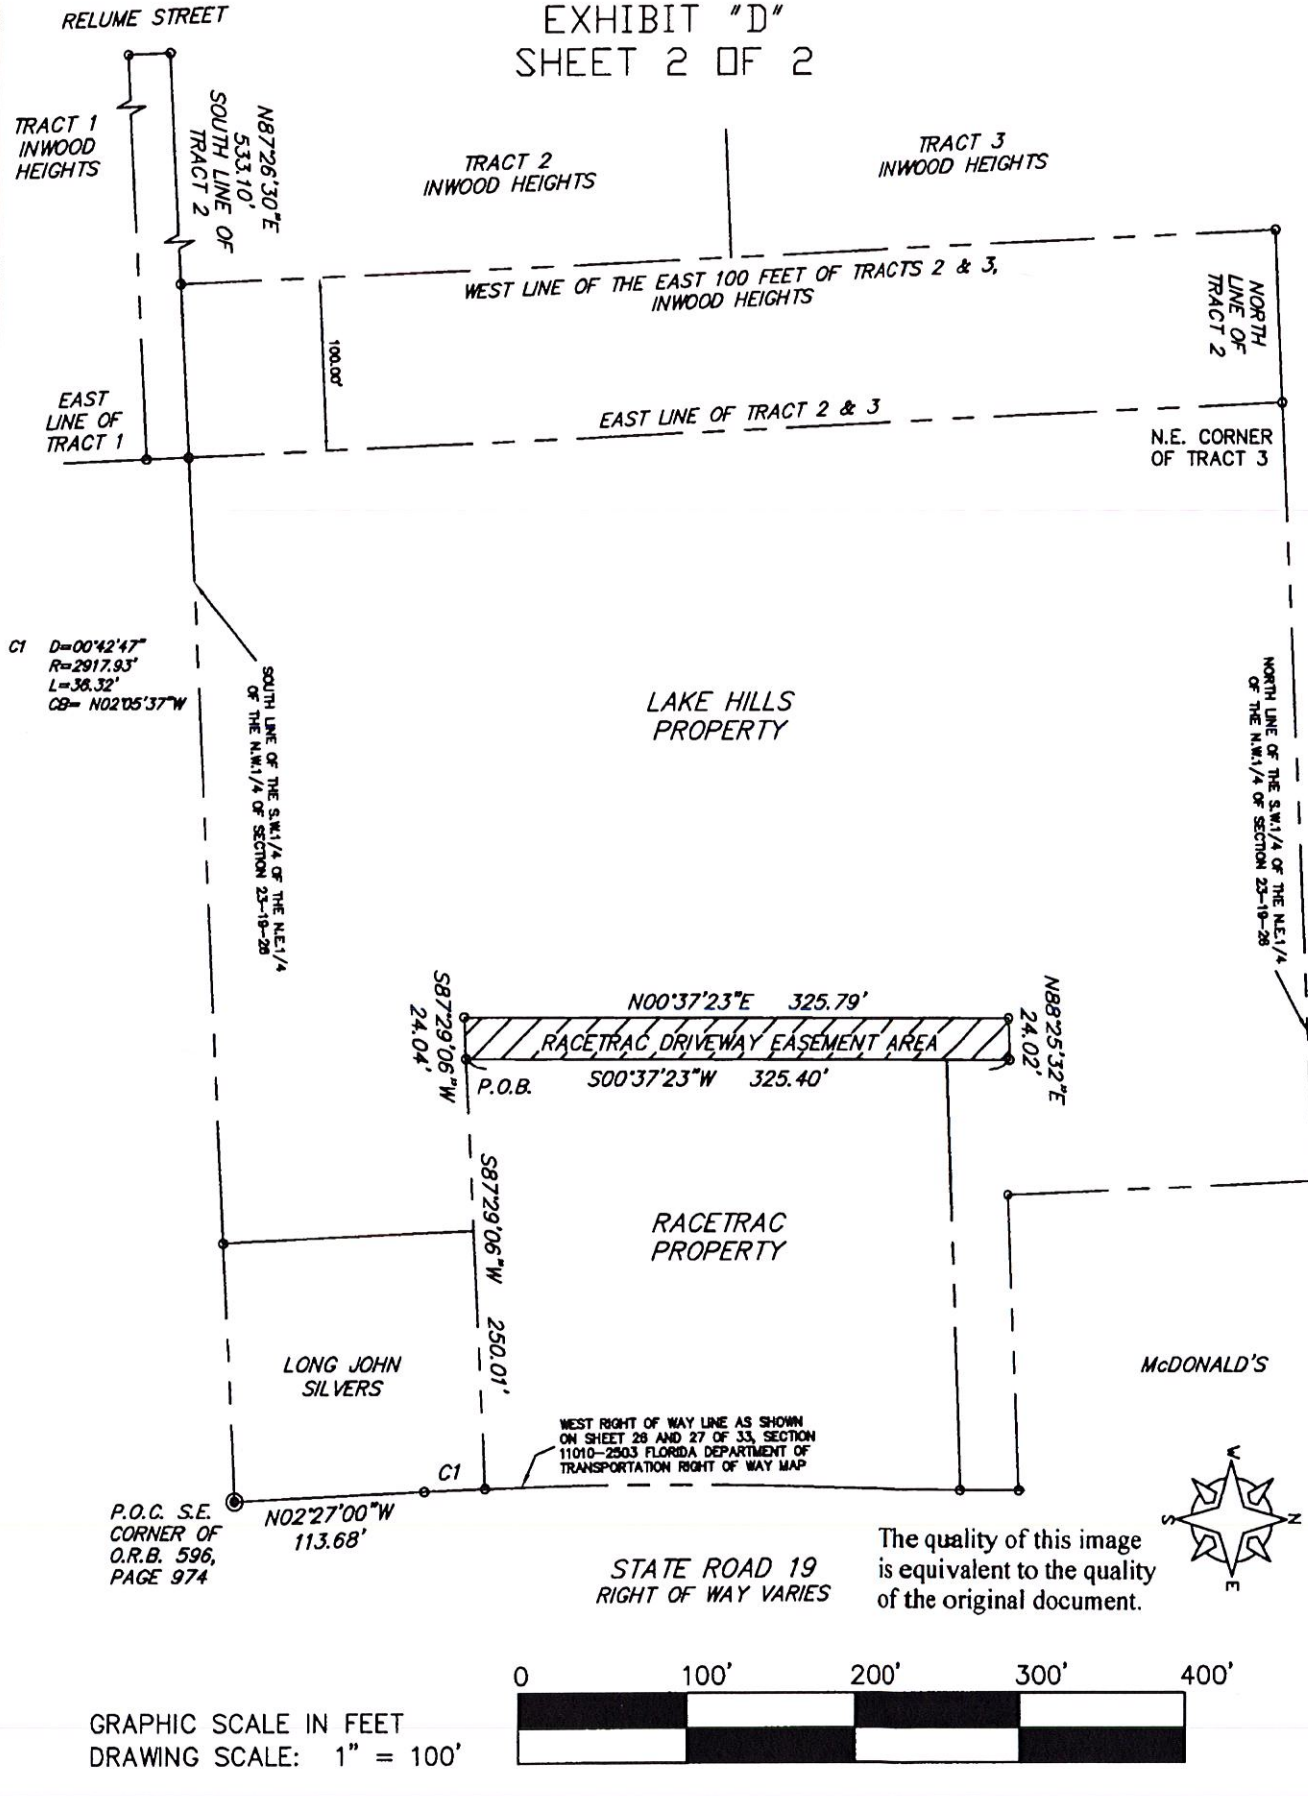 EXHIBIT "D"
SHEET 2 OF 2
RELUME STREET
TRACT 1
INWOOD
HEIGHTS
N87°26'30"E
533.10'
SOUTH LINE OF
TRACT 2
TRACT 2
INWOOD HEIGHTS
TRACT 3
INWOOD HEIGHTS
WEST LINE OF THE EAST 100 FEET OF TRACTS 2 & 3,
INWOOD HEIGHTS
NORTH
LINE OF
TRACT 2
100.00'
EAST
LINE OF
TRACT 1
EAST LINE OF TRACT 2 & 3
N.E. CORNER
OF TRACT 3
C1 D=00°42'47"
R=2917.93'
L=36.32'
CB= N02°05'37"W
SOUTH LINE OF THE S.W.1/4 OF THE N.E.1/4
OF THE N.W.1/4 OF SECTION 23-19-26
LAKE HILLS
PROPERTY
NORTH LINE OF THE S.W.1/4 OF THE N.E.1/4
OF THE N.W.1/4 OF SECTION 23-19-26
S87°29'06"W
24.04'
N00°37'23"E 325.79'
N88°25'32"E
24.02'
RACETRAC DRIVEWAY EASEMENT AREA
P.O.B.
S00°37'23"W 325.40'
S87°29'06"W 250.01'
RACETRAC
PROPERTY
LONG JOHN
SILVERS
McDONALD'S
WEST RIGHT OF WAY LINE AS SHOWN
ON SHEET 26 AND 27 OF 33, SECTION
11010-2503 FLORIDA DEPARTMENT OF
TRANSPORTATION RIGHT OF WAY MAP
C1
P.O.C. S.E.
CORNER OF
O.R.B. 596,
PAGE 974
N02°27'00"W
113.68'
STATE ROAD 19
RIGHT OF WAY VARIES
The quality of this image
is equivalent to the quality
of the original document.
W
S
N
E
0 100' 200' 300' 400'
GRAPHIC SCALE IN FEET
DRAWING SCALE: 1" = 100'